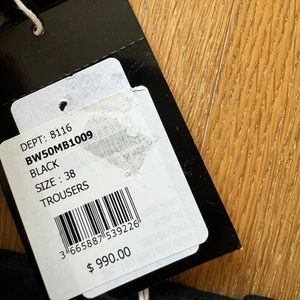 DEPT: 8116
BW50MB1009
BLACK
SIZE : 38
TROUSERS
3 665887 539226
$ 990.00